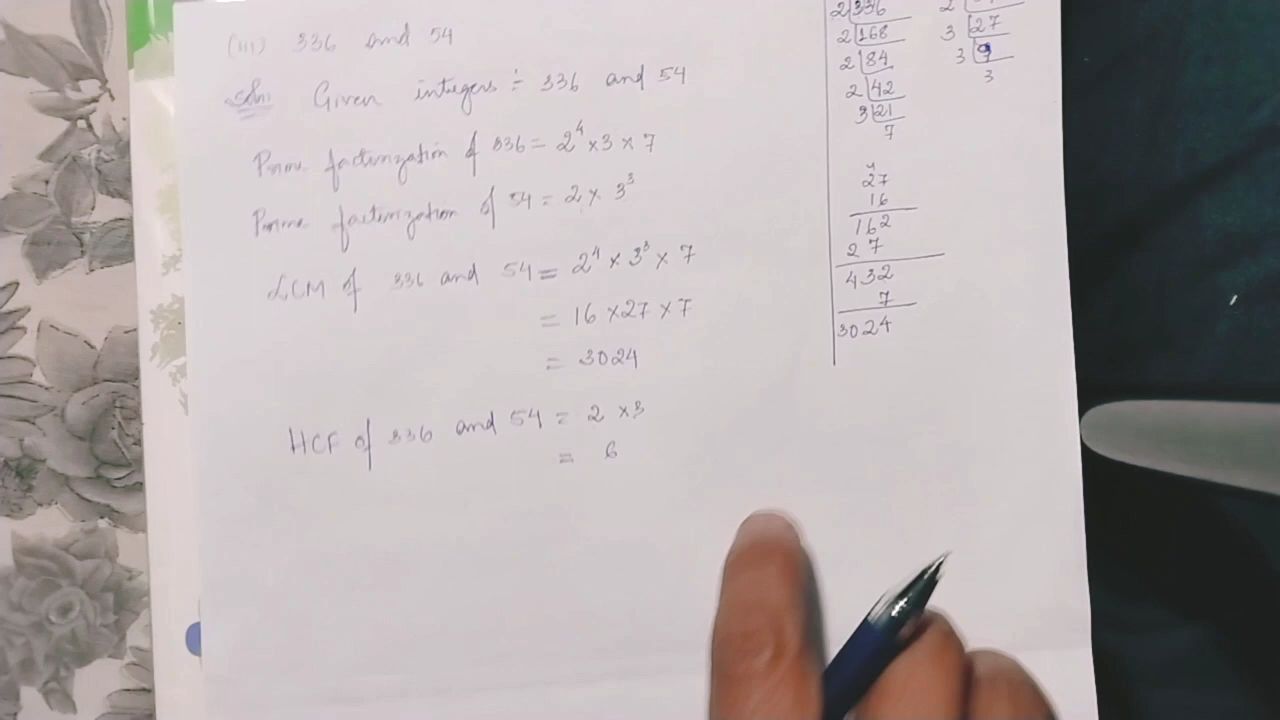 (iii) 336 and 54
Soln: Given integers ÷ 336 and 54
Prime factorization of 336 = 2⁴ × 3 × 7
Prime factorization of 54 = 2 × 3³
LCM of 336 and 54 = 2⁴ × 3³ × 7
= 16 × 27 × 7
= 3024
HCF of 336 and 54 = 2 × 3
= 6
2 336
2 168
2 84
2 42
3 21
7
2
3 27
3 9
3
27
16
162
27
432
7
3024